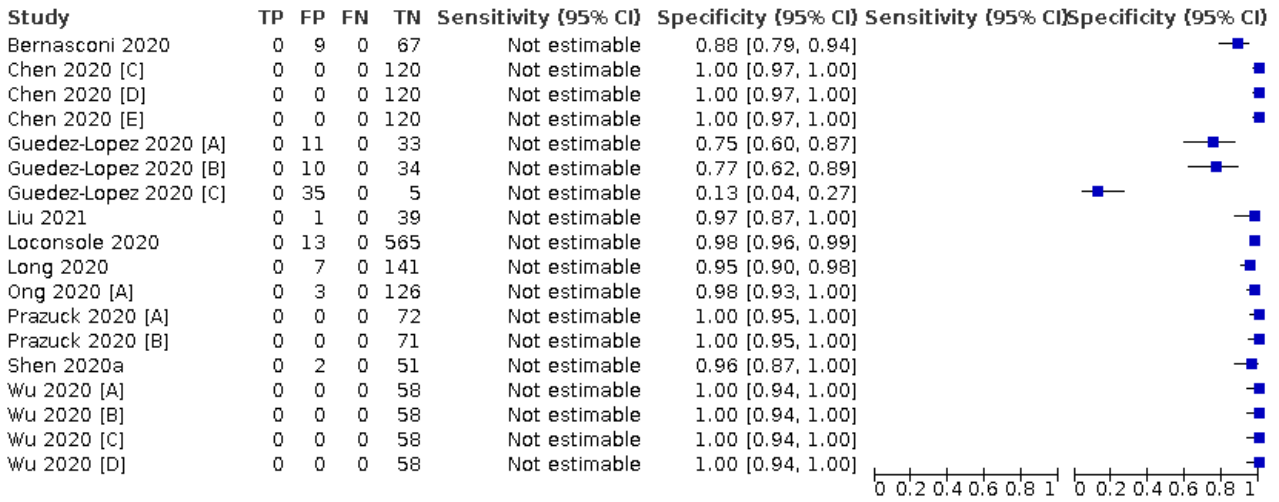 Study TP FP FN TN Sensitivity (95% CI) Specificity (95% CI) Sensitivity (95% CI) Specificity (95% CI)
Bernasconi 2020 0 9 0 67 Not estimable 0.88 [0.79, 0.94]
Chen 2020 [C] 0 0 0 120 Not estimable 1.00 [0.97, 1.00]
Chen 2020 [D] 0 0 0 120 Not estimable 1.00 [0.97, 1.00]
Chen 2020 [E] 0 0 0 120 Not estimable 1.00 [0.97, 1.00]
Guedez-Lopez 2020 [A] 0 11 0 33 Not estimable 0.75 [0.60, 0.87]
Guedez-Lopez 2020 [B] 0 10 0 34 Not estimable 0.77 [0.62, 0.89]
Guedez-Lopez 2020 [C] 0 35 0 5 Not estimable 0.13 [0.04, 0.27]
Liu 2021 0 1 0 39 Not estimable 0.97 [0.87, 1.00]
Loconsole 2020 0 13 0 565 Not estimable 0.98 [0.96, 0.99]
Long 2020 0 7 0 141 Not estimable 0.95 [0.90, 0.98]
Ong 2020 [A] 0 3 0 126 Not estimable 0.98 [0.93, 1.00]
Prazuck 2020 [A] 0 0 0 72 Not estimable 1.00 [0.95, 1.00]
Prazuck 2020 [B] 0 0 0 71 Not estimable 1.00 [0.95, 1.00]
Shen 2020a 0 2 0 51 Not estimable 0.96 [0.87, 1.00]
Wu 2020 [A] 0 0 0 58 Not estimable 1.00 [0.94, 1.00]
Wu 2020 [B] 0 0 0 58 Not estimable 1.00 [0.94, 1.00]
Wu 2020 [C] 0 0 0 58 Not estimable 1.00 [0.94, 1.00]
Wu 2020 [D] 0 0 0 58 Not estimable 1.00 [0.94, 1.00]
0 0.2 0.4 0.6 0.8 1 0 0.2 0.4 0.6 0.8 1